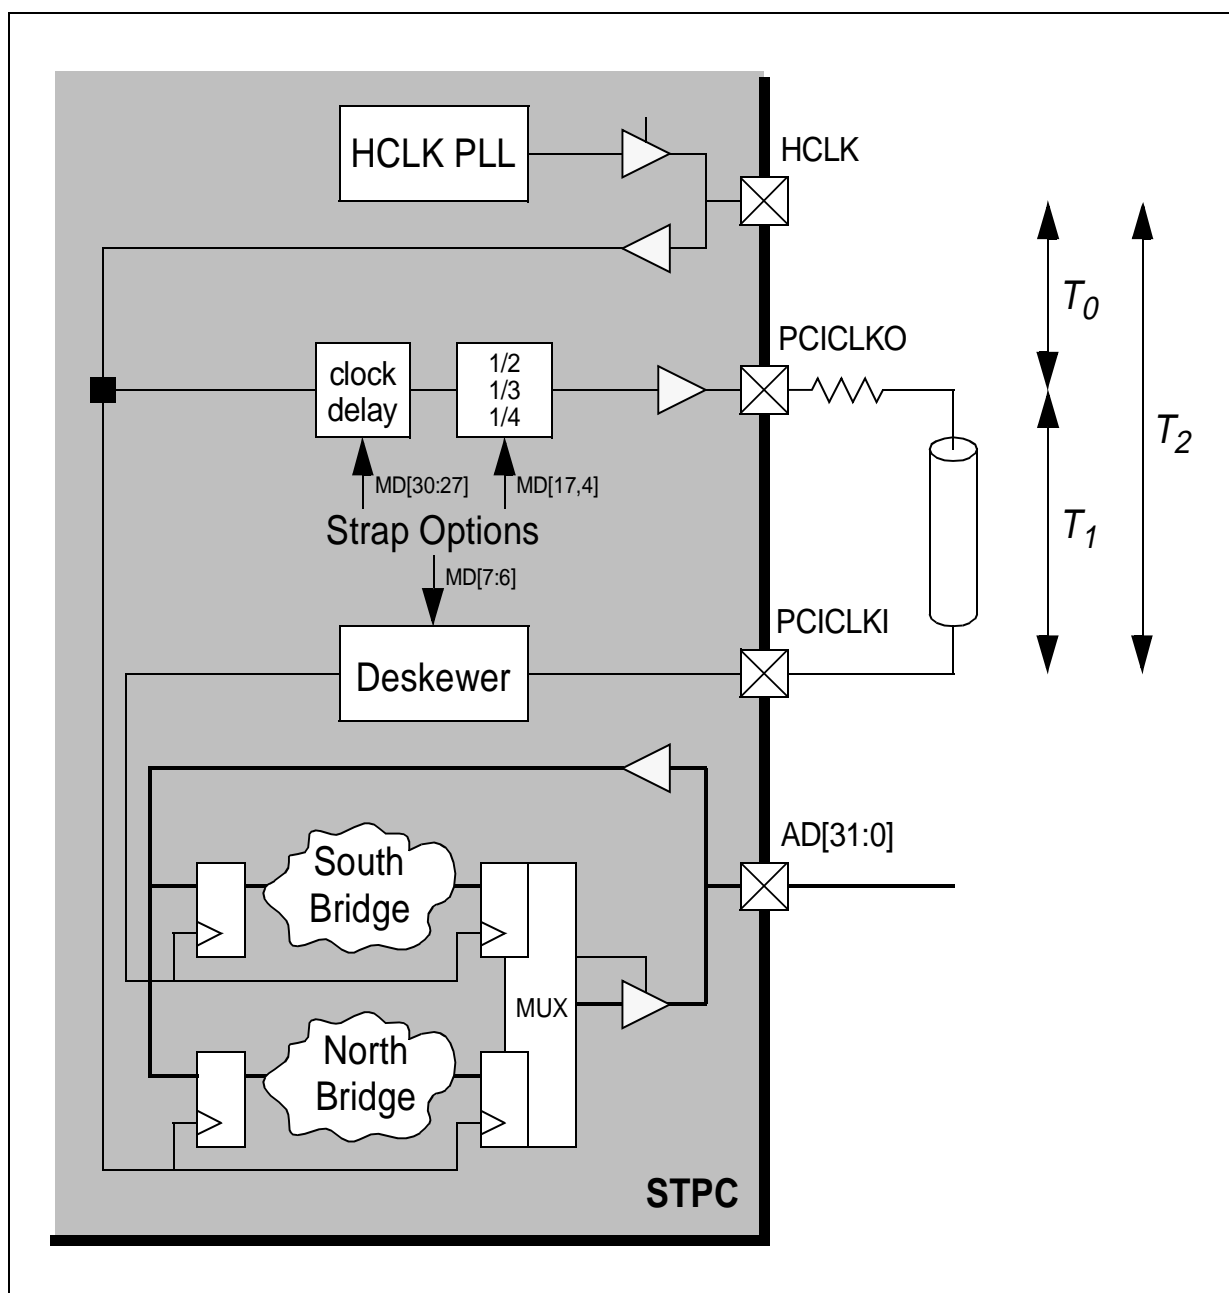 HCLK PLL
HCLK
T0
PCICLKO
clock
delay
1/2
1/3
1/4
T2
MD[30:27]
MD[17,4]
Strap Options
T1
MD[7:6]
PCICLKI
Deskewer
AD[31:0]
South
Bridge
MUX
North
Bridge
STPC